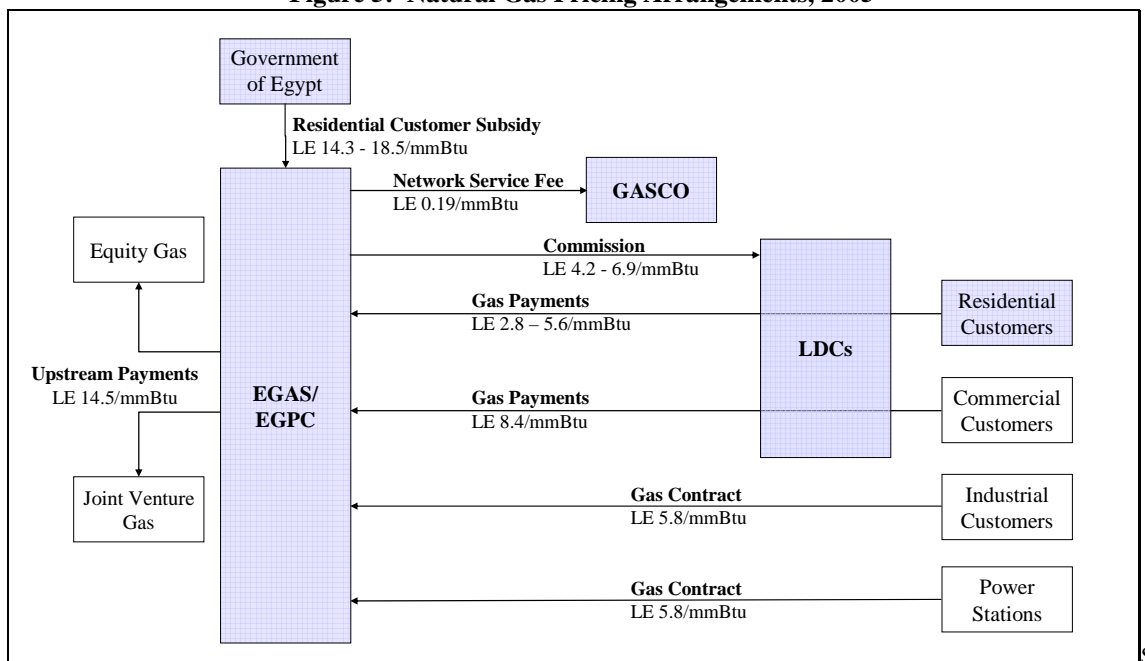 Figure 3: Natural Gas Pricing Arrangements, 2005
Government
of Egypt
Residential Customer Subsidy
LE 14.3 - 18.5/mmBtu
Network Service Fee
LE 0.19/mmBtu
GASCO
Equity Gas
Commission
LE 4.2 - 6.9/mmBtu
Gas Payments
LE 2.8 – 5.6/mmBtu
Residential
Customers
LDCs
Upstream Payments
LE 14.5/mmBtu
EGAS/
EGPC
Gas Payments
LE 8.4/mmBtu
Commercial
Customers
Joint Venture
Gas
Gas Contract
LE 5.8/mmBtu
Industrial
Customers
Gas Contract
LE 5.8/mmBtu
Power
Stations